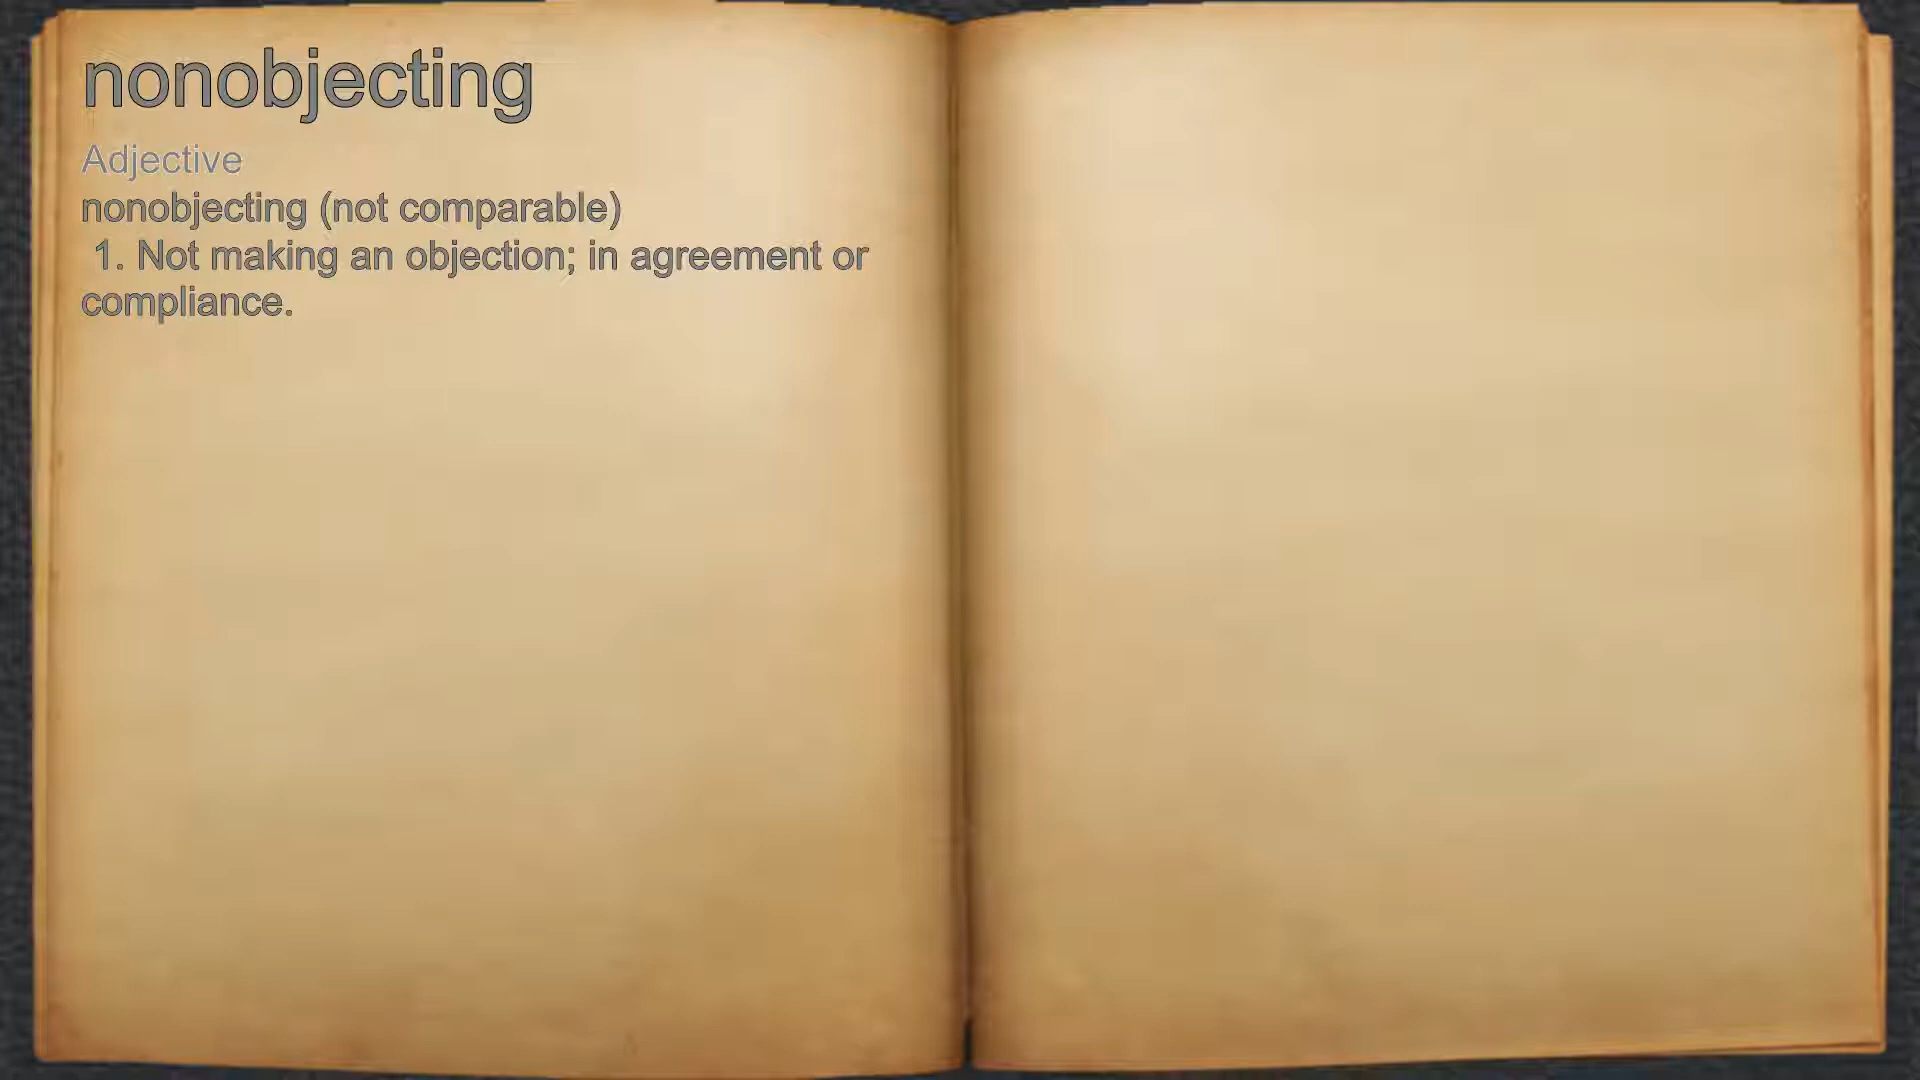 nonobjecting
Adjective
nonobjecting (not comparable)
1. Not making an objection; in agreement or
compliance.